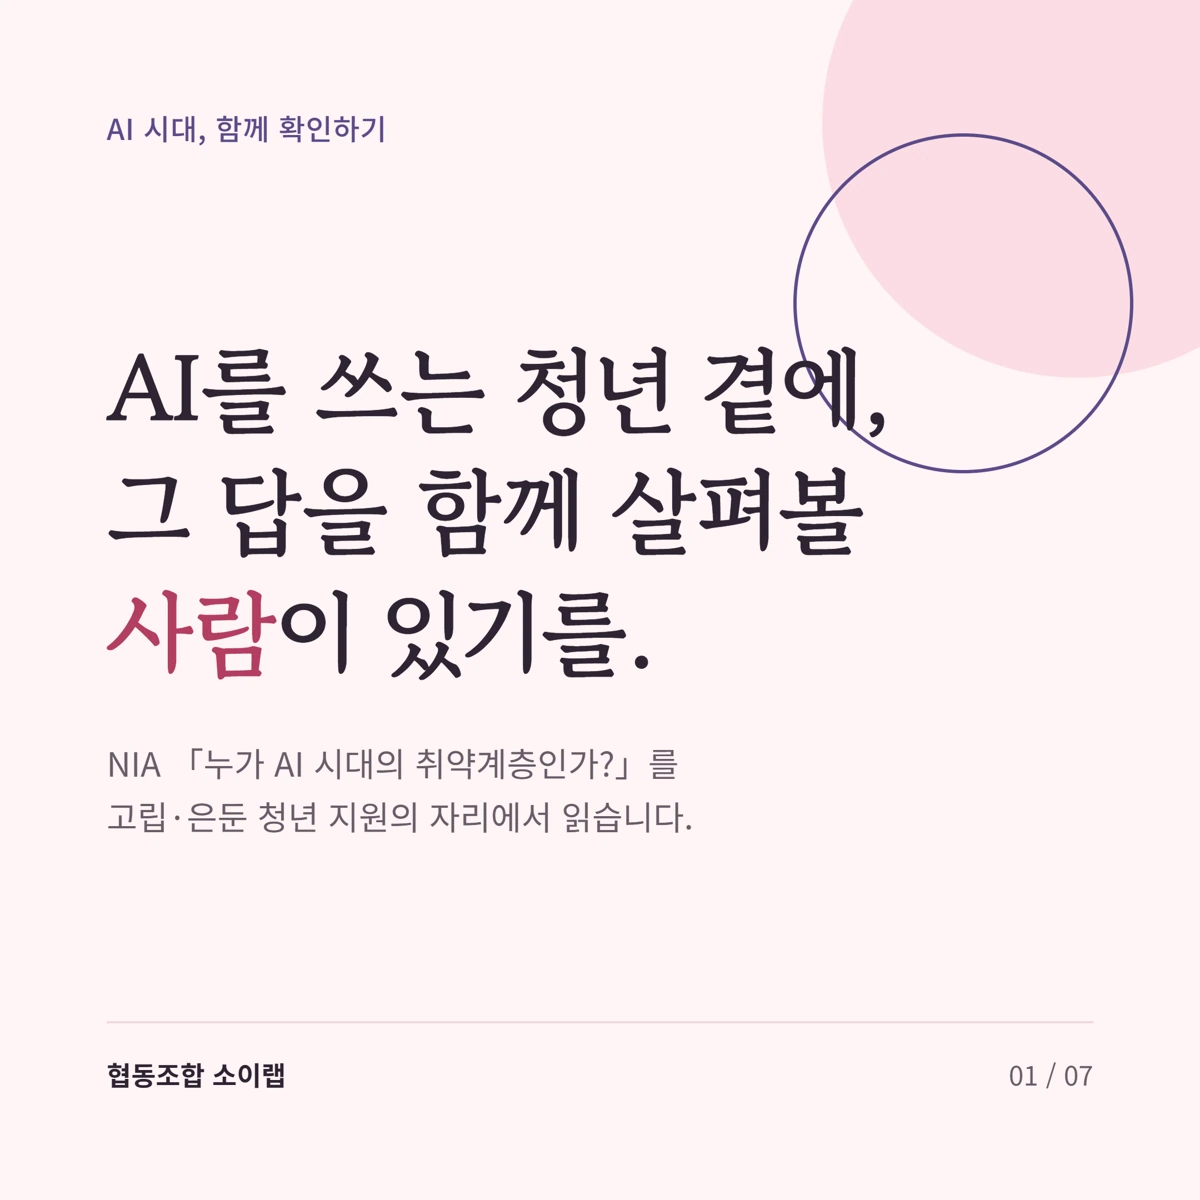 AI 시대, 함께 확인하기
AI를 쓰는 청년 곁에,
그 답을 함께 살펴볼
사람이 있기를.
NIA 「누가 AI 시대의 취약계층인가?」를
고립·은둔 청년 지원의 자리에서 읽습니다.
협동조합 소이랩
01 / 07